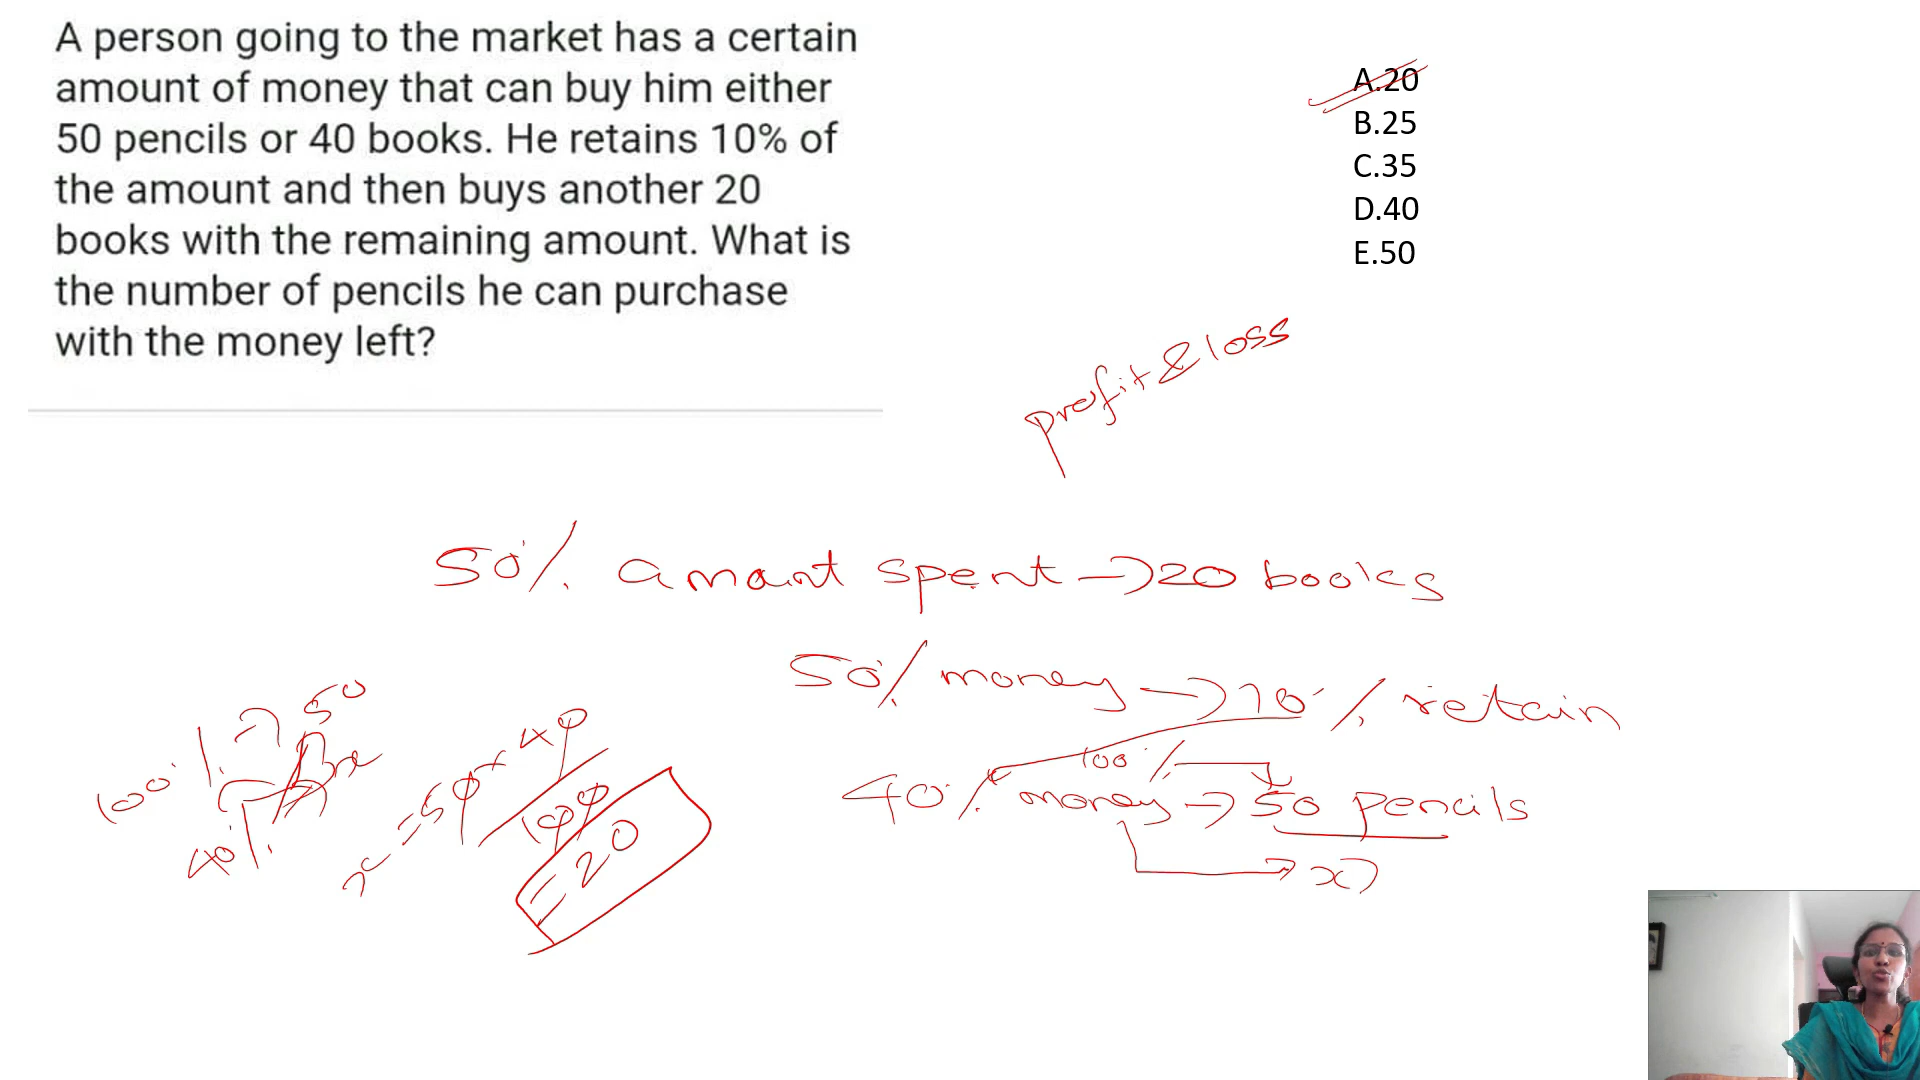 A person going to the market has a certain
amount of money that can buy him either
50 pencils or 40 books. He retains 10% of
the amount and then buys another 20
books with the remaining amount. What is
the number of pencils he can purchase
with the money left?
A.20
B.25
C.35
D.40
E.50
profit & loss
50% amount spent → 20 books
50% money → 10% retain
100%
40% money → 50 pencils
→ x?
100% → 50
40%
x = 50 × 40
100
= 20